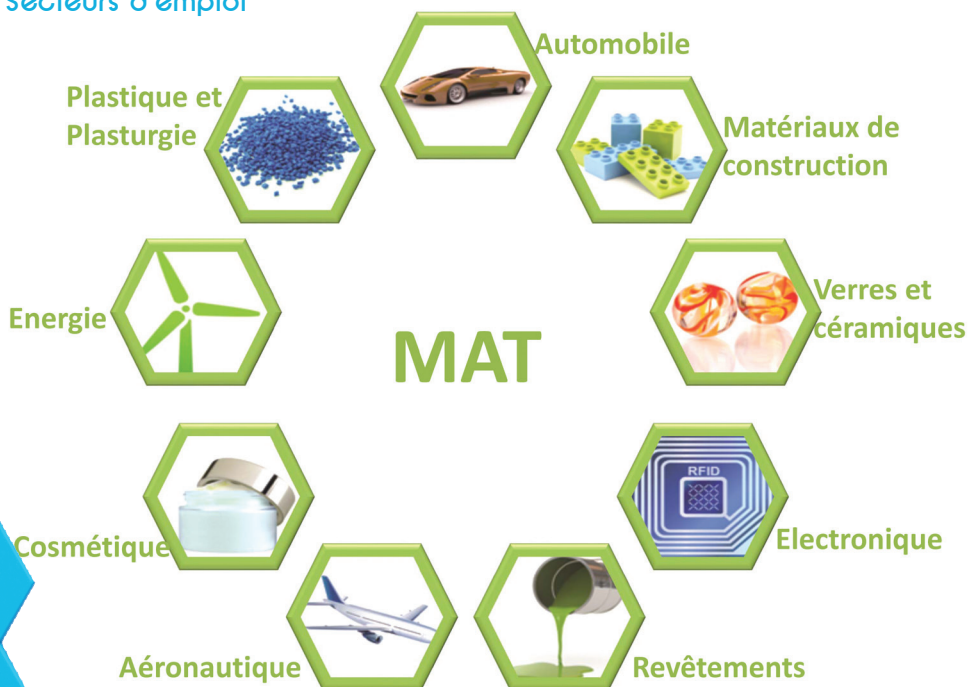 Secteurs d'emploi
Automobile
Plastique et
Plasturgie
Matériaux de
construction
Energie
MAT
Verres et
céramiques
RFID
Cosmétique
Electronique
Aéronautique
Revêtements